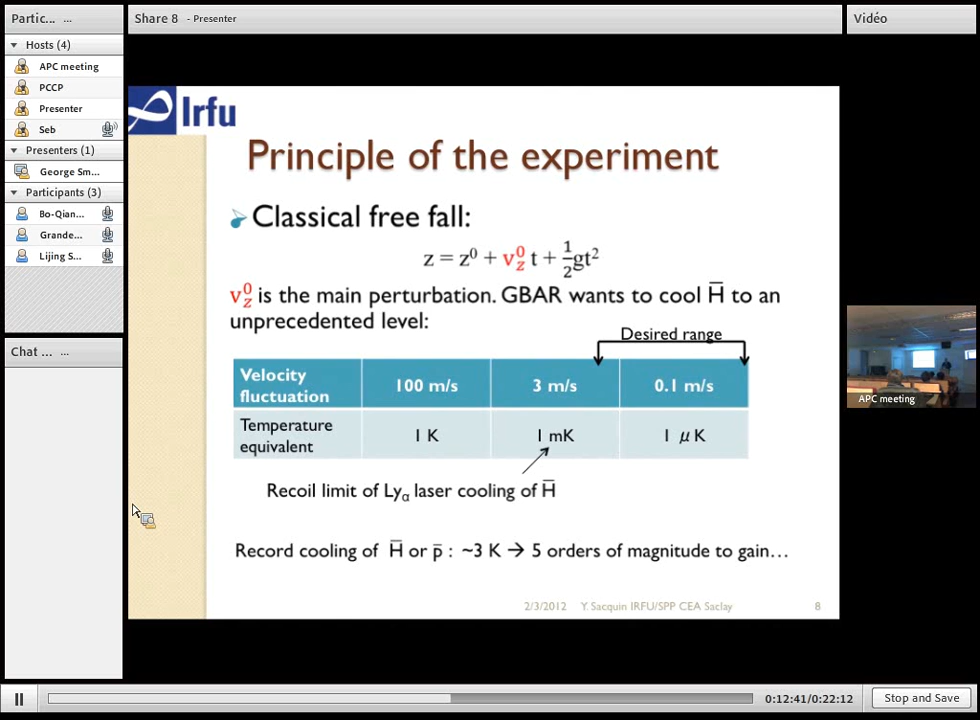 Partic... ...
Share 8 - Presenter
Vidéo
Hosts (4)
APC meeting
PCCP
Presenter
Seb
Presenters (1)
George Sm...
Participants (3)
Bo-Qian...
Grande...
Lijing S...
Chat ... ...
Irfu
Principle of the experiment
Classical free fall:
z = z⁰ + v_z⁰ t + ½gt²
v_z⁰ is the main perturbation. GBAR wants to cool H̅ to an
unprecedented level:
Desired range
Velocity fluctuation 100 m/s 3 m/s 0.1 m/s
Temperature equivalent 1 K 1 mK 1 μK
Recoil limit of Lyα laser cooling of H̅
Record cooling of H̅ or p̅ : ~3 K → 5 orders of magnitude to gain...
2/3/2012 Y. Sacquin IRFU/SPP CEA Saclay 8
APC meeting
0:12:41/0:22:12
Stop and Save